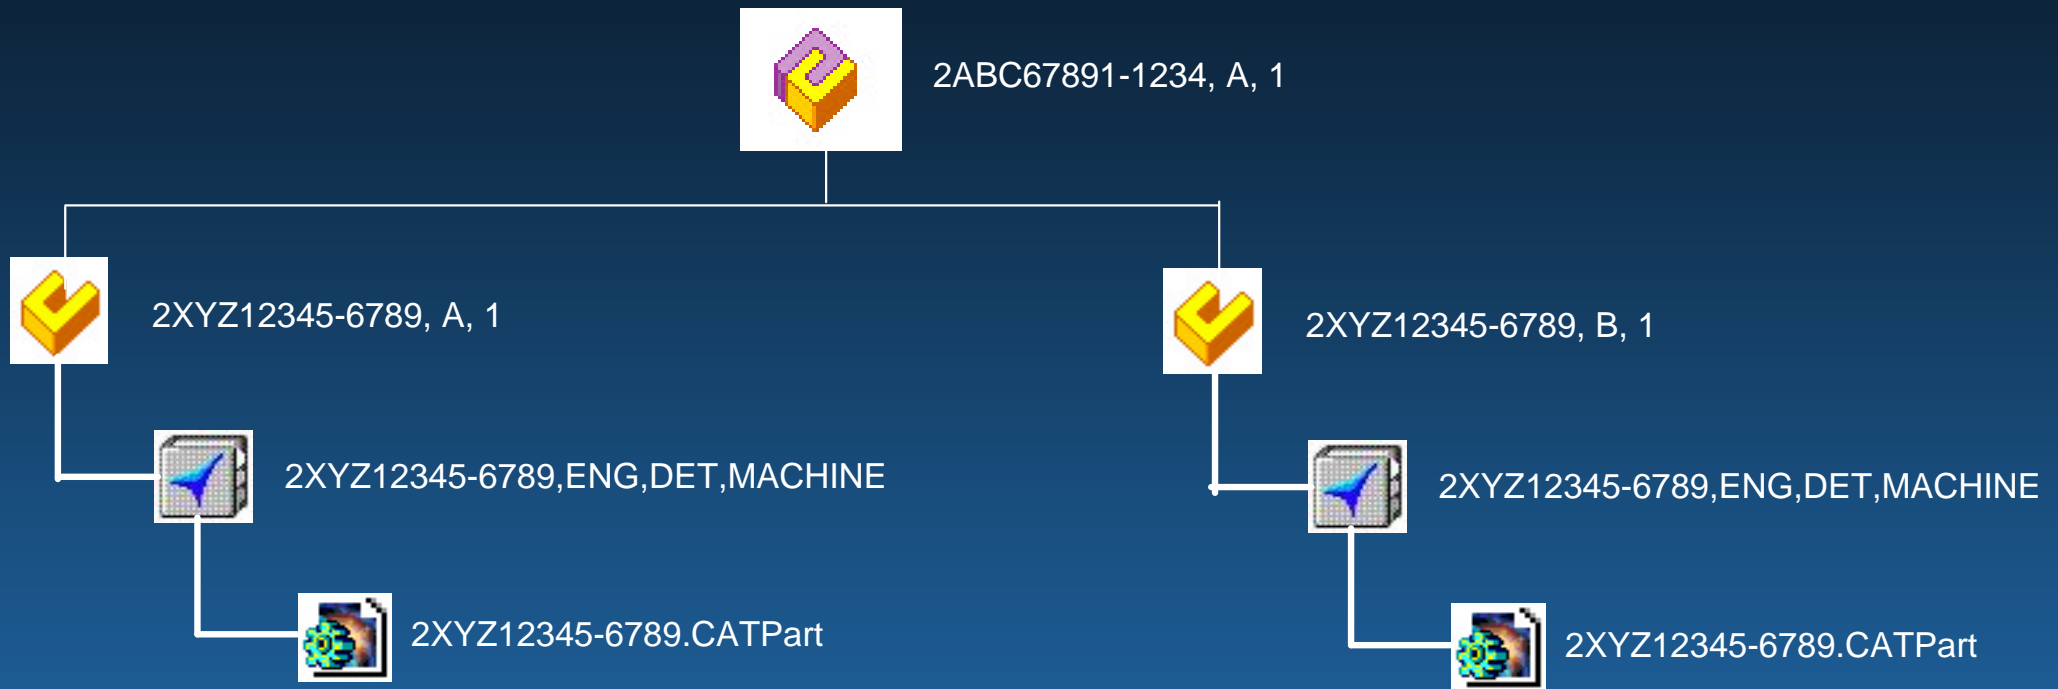 2ABC67891-1234, A, 1
2XYZ12345-6789, A, 1
2XYZ12345-6789, B, 1
2XYZ12345-6789,ENG,DET,MACHINE
2XYZ12345-6789,ENG,DET,MACHINE
2XYZ12345-6789.CATPart
2XYZ12345-6789.CATPart